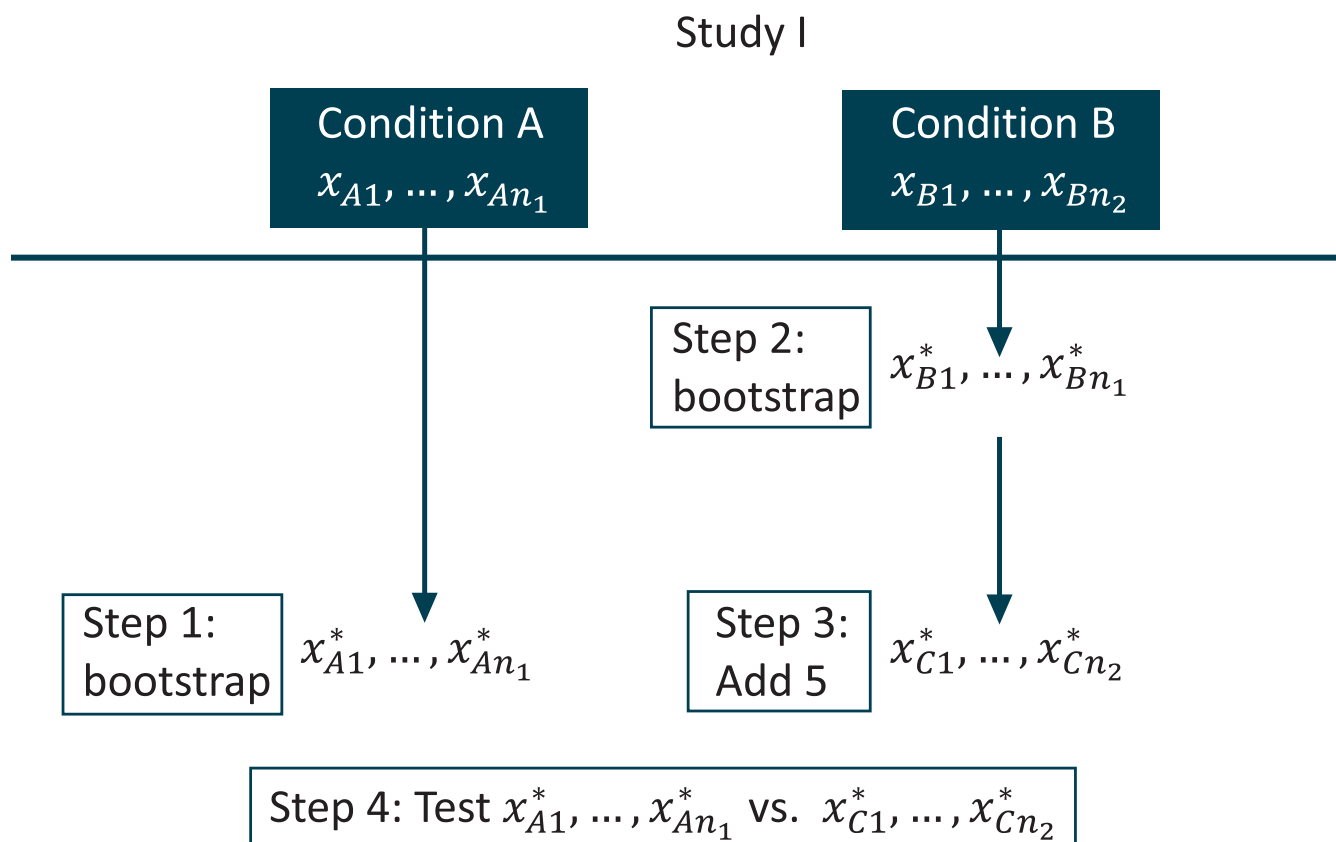 Study I
Condition A
x_{A1}, … , x_{An_1}
Condition B
x_{B1}, … , x_{Bn_2}
Step 2:
bootstrap
x^*_{B1}, … , x^*_{Bn_1}
Step 1:
bootstrap
x^*_{A1}, … , x^*_{An_1}
Step 3:
Add 5
x^*_{C1}, … , x^*_{Cn_2}
Step 4: Test x^*_{A1}, … , x^*_{An_1} vs. x^*_{C1}, … , x^*_{Cn_2}